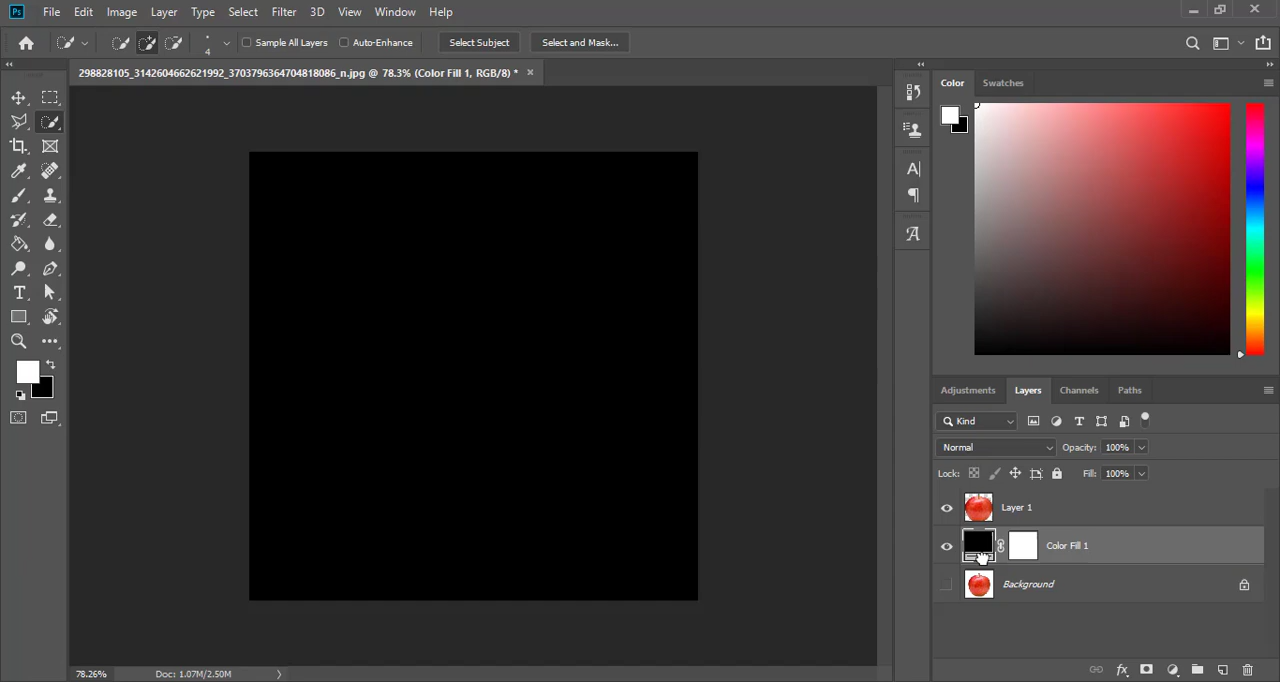 Ps File Edit Image Layer Type Select Filter 3D View Window Help
4 Sample All Layers Auto-Enhance Select Subject Select and Mask...
298828105_3142604662621992_3703796364704818086_n.jpg @ 78.3% (Color Fill 1, RGB/8) *
Color Swatches
Adjustments Layers Channels Paths
Kind
Normal Opacity: 100%
Lock: Fill: 100%
Layer 1
Color Fill 1
Background
78.26% Doc: 1.07M/2.50M